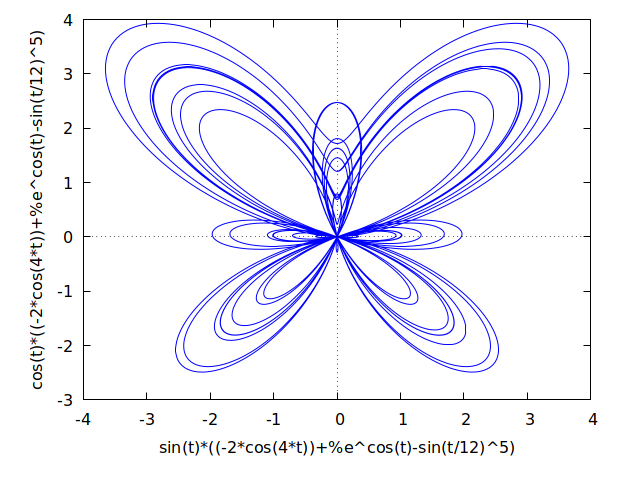 cos(t)*((-2*cos(4*t))+%e^cos(t)-sin(t/12)^5)
4
3
2
1
0
-1
-2
-3
-4 -3 -2 -1 0 1 2 3 4
sin(t)*((-2*cos(4*t))+%e^cos(t)-sin(t/12)^5)